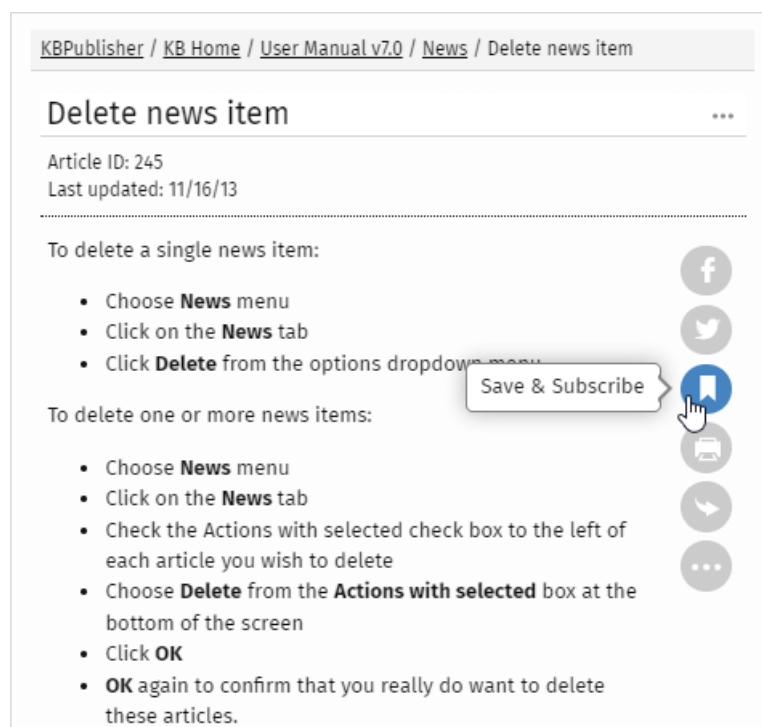 KBPublisher / KB Home / User Manual v7.0 / News / Delete news item
Delete news item
Article ID: 245
Last updated: 11/16/13
To delete a single news item:
• Choose News menu
• Click on the News tab
• Click Delete from the options dropdown menu
Save & Subscribe
To delete one or more news items:
• Choose News menu
• Click on the News tab
• Check the Actions with selected check box to the left of
each article you wish to delete
• Choose Delete from the Actions with selected box at the
bottom of the screen
• Click OK
• OK again to confirm that you really do want to delete
these articles.